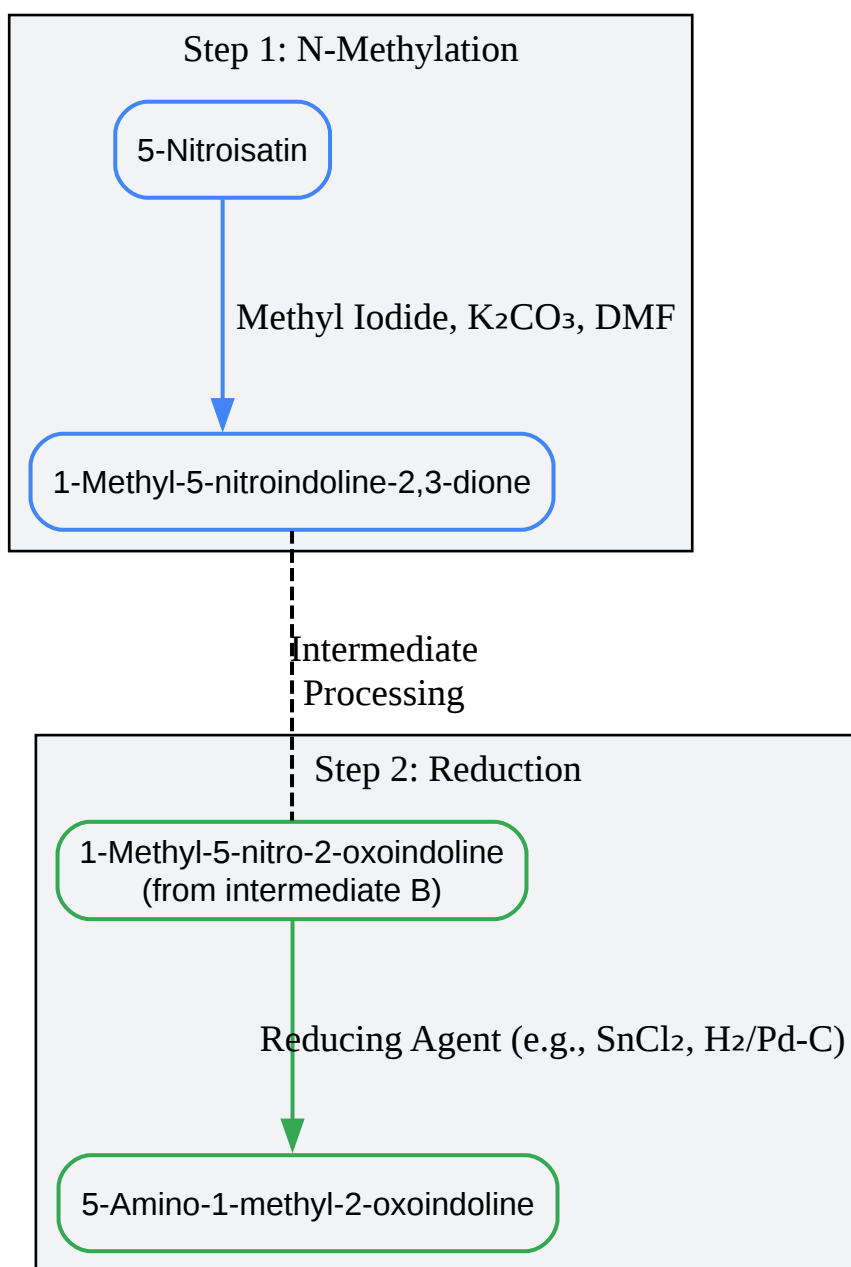 Step 1: N-Methylation
5-Nitroisatin
Methyl Iodide, K₂CO₃, DMF
1-Methyl-5-nitroindoline-2,3-dione
Intermediate
Processing
Step 2: Reduction
1-Methyl-5-nitro-2-oxoindoline
(from intermediate B)
Reducing Agent (e.g., SnCl₂, H₂/Pd-C)
5-Amino-1-methyl-2-oxoindoline